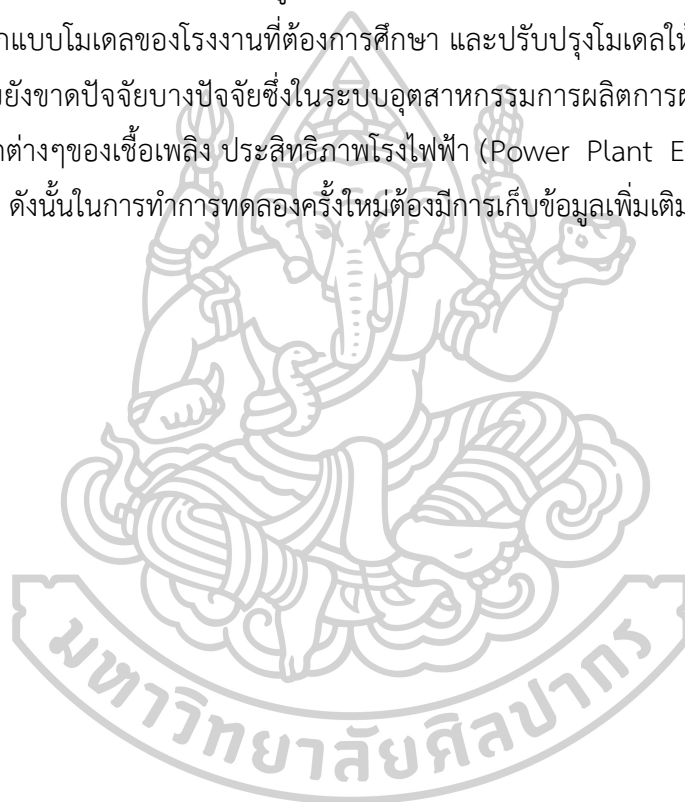 กแบบโมเดลของโรงงานที่ต้องการศึกษา และปรับปรุงโมเดลให้
ยังขาดปัจจัยบางปัจจัยซึ่งในระบบอุตสาหกรรมการผลิตการ
ต่างๆของเชื้อเพลิง ประสิทธิภาพโรงไฟฟ้า (Power Plant E
ดังนั้นในการทำการทดลองครั้งใหม่ต้องมีการเก็บข้อมูลเพิ่มเติม
มหาวิทยาลัยศิลปากร